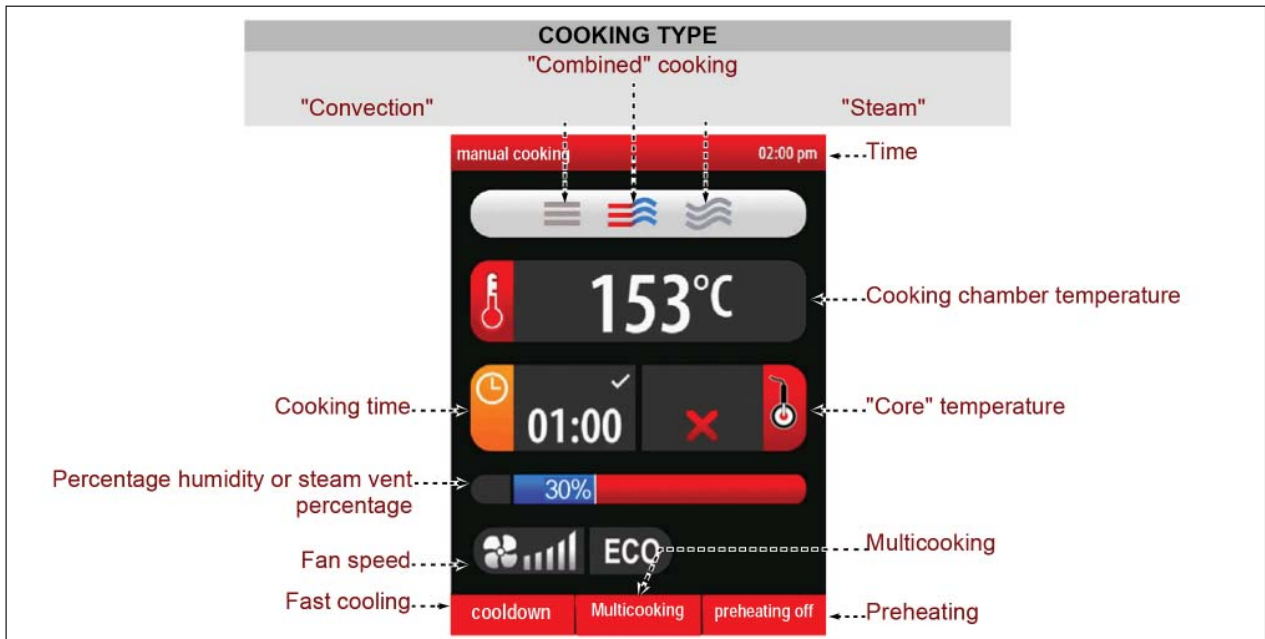 COOKING TYPE
"Combined" cooking
"Convection"
"Steam"
manual cooking
02:00 pm
Time
153°C
Cooking chamber temperature
Cooking time
01:00
"Core" temperature
Percentage humidity or steam vent
percentage
30%
Fan speed
ECO
Multicooking
Fast cooling
cooldown
Multicooking
preheating off
Preheating